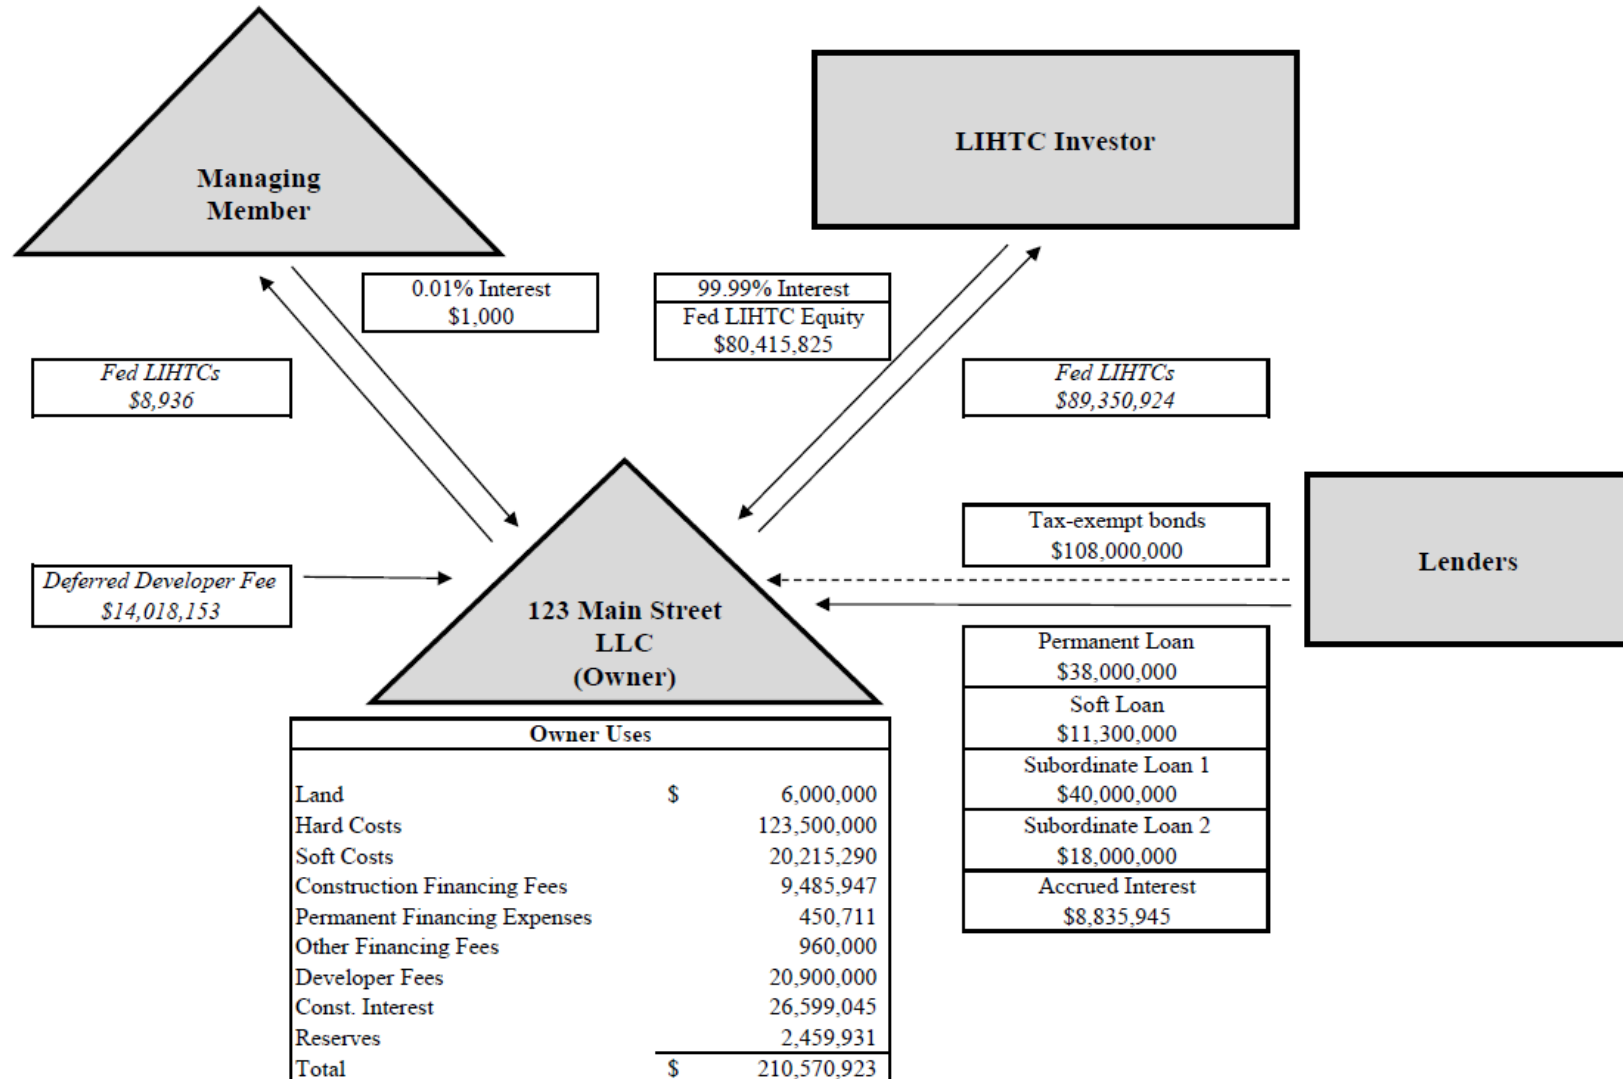 Managing
Member
LIHTC Investor
0.01% Interest
$1,000
99.99% Interest
Fed LIHTC Equity
$80,415,825
Fed LIHTCs
$8,936
Fed LIHTCs
$89,350,924
Tax-exempt bonds
$108,000,000
Lenders
Deferred Developer Fee
$14,018,153
123 Main Street
LLC
(Owner)
Permanent Loan
$38,000,000
Soft Loan
$11,300,000
Subordinate Loan 1
$40,000,000
Subordinate Loan 2
$18,000,000
Accrued Interest
$8,835,945
Owner Uses
Land $ 6,000,000
Hard Costs 123,500,000
Soft Costs 20,215,290
Construction Financing Fees 9,485,947
Permanent Financing Expenses 450,711
Other Financing Fees 960,000
Developer Fees 20,900,000
Const. Interest 26,599,045
Reserves 2,459,931
Total $ 210,570,923